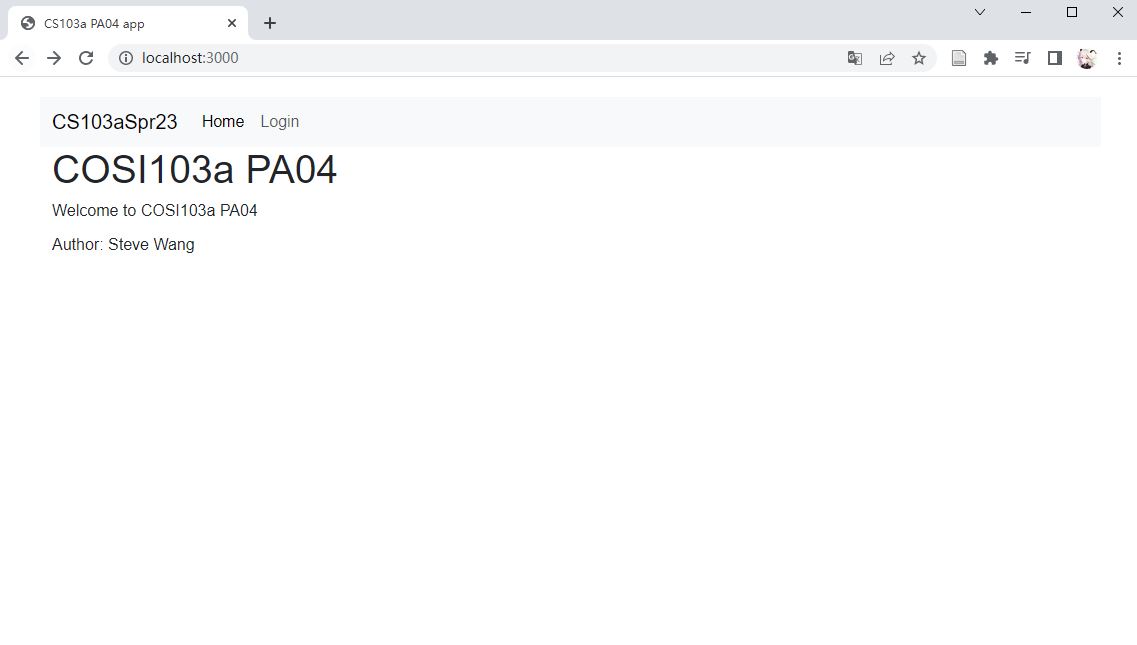 CS103a PA04 app
localhost:3000
CS103aSpr23 Home Login
COSI103a PA04
Welcome to COSI103a PA04
Author: Steve Wang